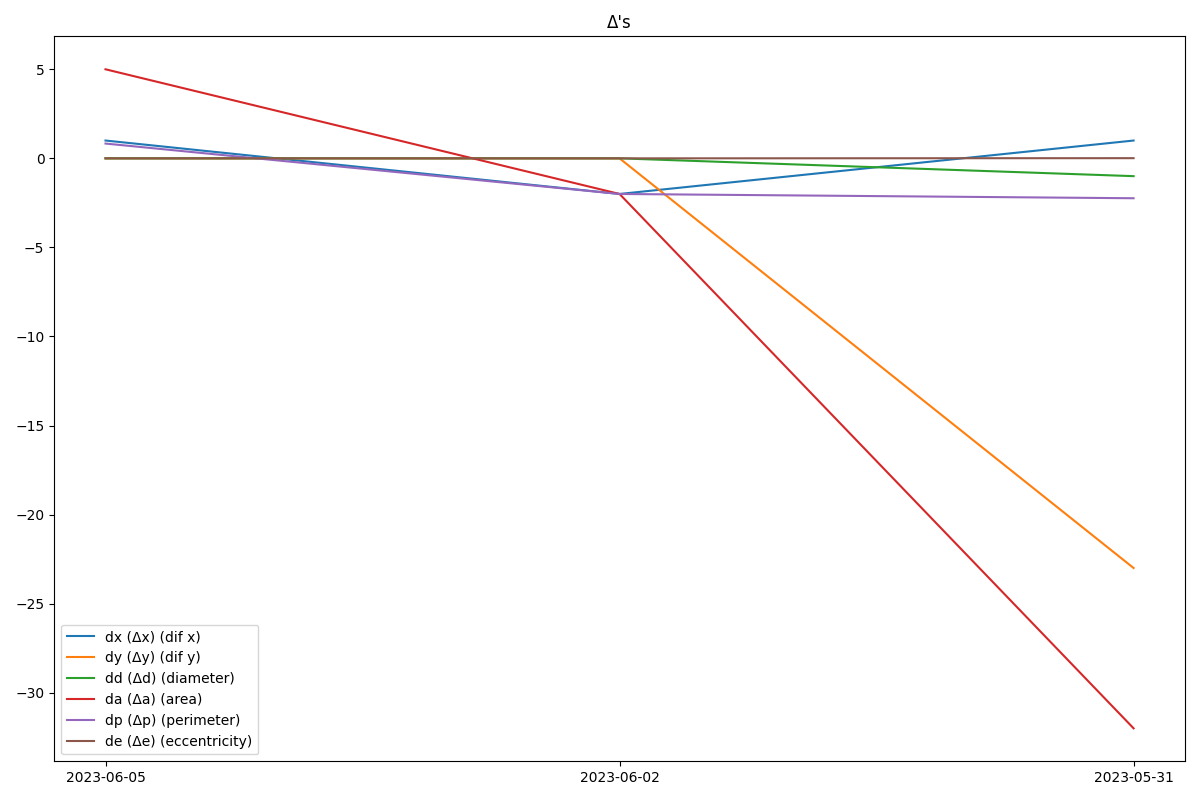 Δ's
5
0
−5
−10
−15
−20
−25
−30
dx (Δx) (dif x)
dy (Δy) (dif y)
dd (Δd) (diameter)
da (Δa) (area)
dp (Δp) (perimeter)
de (Δe) (eccentricity)
2023-06-05 2023-06-02 2023-05-31